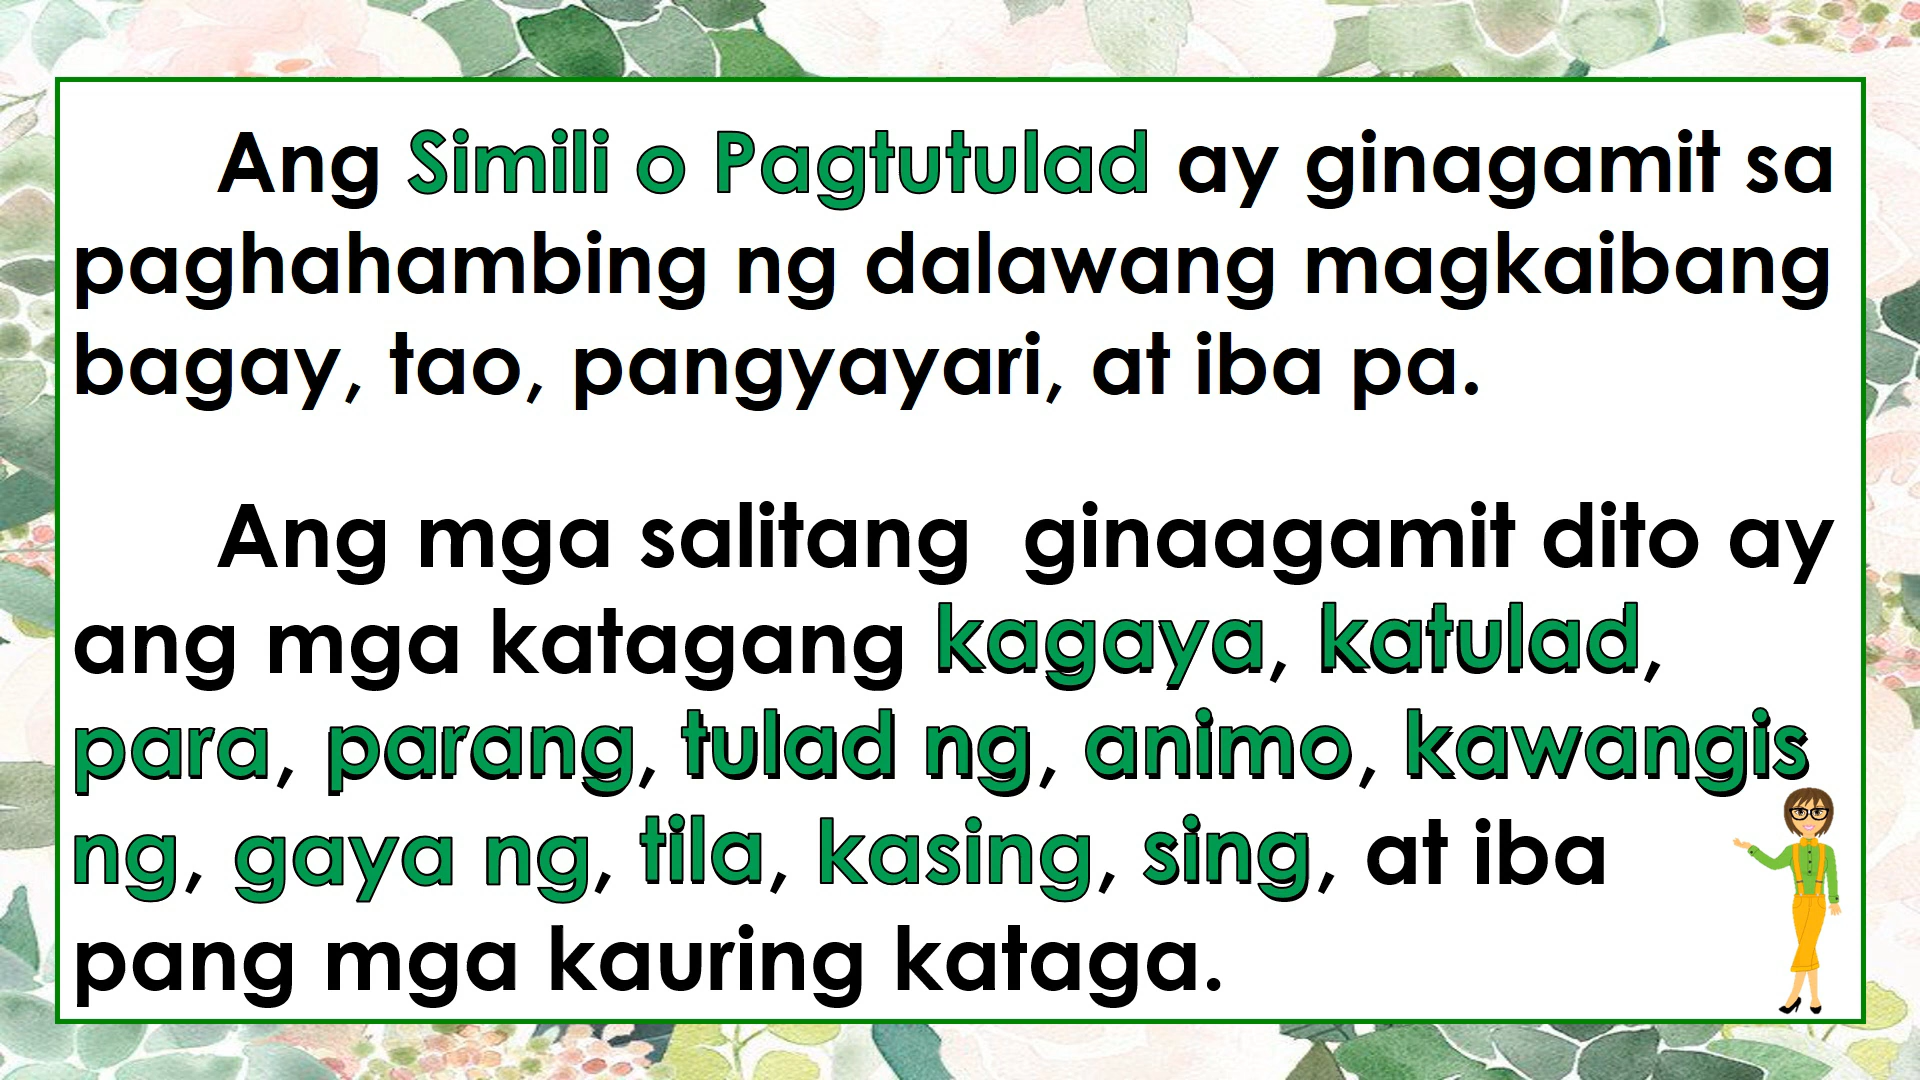 Ang Simili o Pagtutulad ay ginagamit sa
paghahambing ng dalawang magkaibang
bagay, tao, pangyayari, at iba pa.
Ang mga salitang ginaagamit dito ay
ang mga katagang kagaya, katulad,
para, parang, tulad ng, animo, kawangis
ng, gaya ng, tila, kasing, sing, at iba
pang mga kauring kataga.